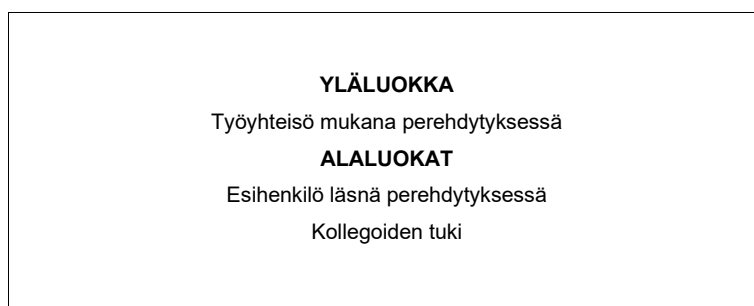 YLÄLUOKKA
Työyhteisö mukana perehdytyksessä
ALALUOKAT
Esihenkilö läsnä perehdytyksessä
Kollegoiden tuki